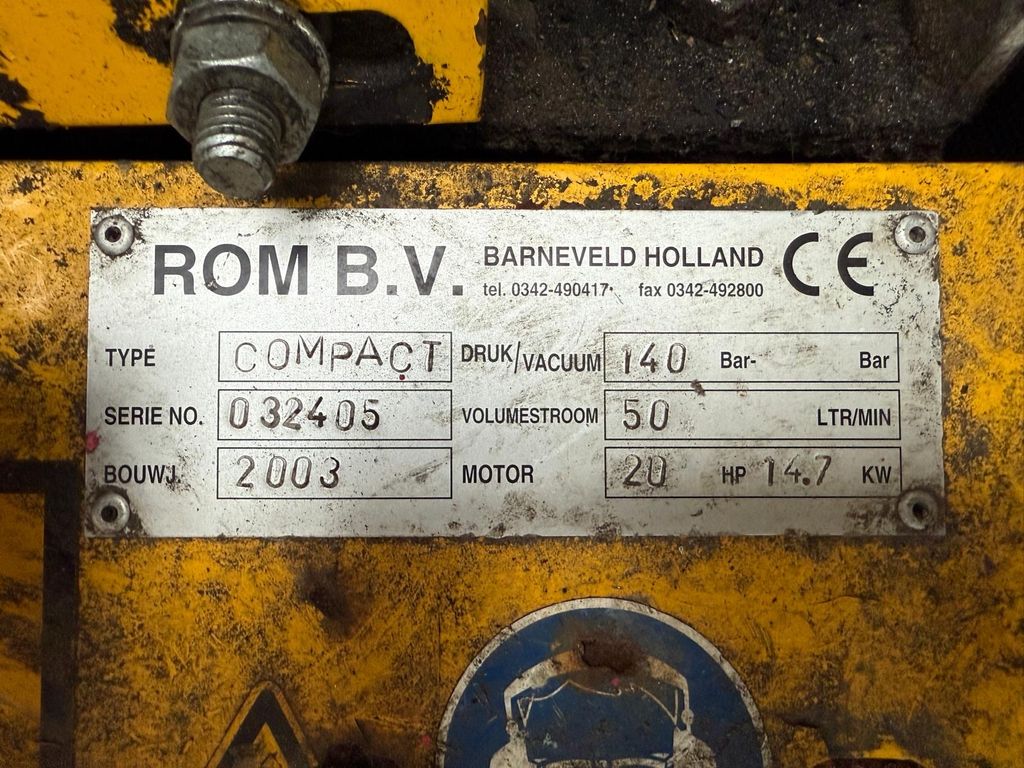 ROM B.V. BARNEVELD HOLLAND CE
tel. 0342-490417 fax 0342-492800
TYPE COMPACT DRUK/VACUUM 140 Bar- Bar
SERIE NO. 032405 VOLUMESTROOM 50 LTR/MIN
BOUWJ. 2003 MOTOR 20 HP 14.7 KW